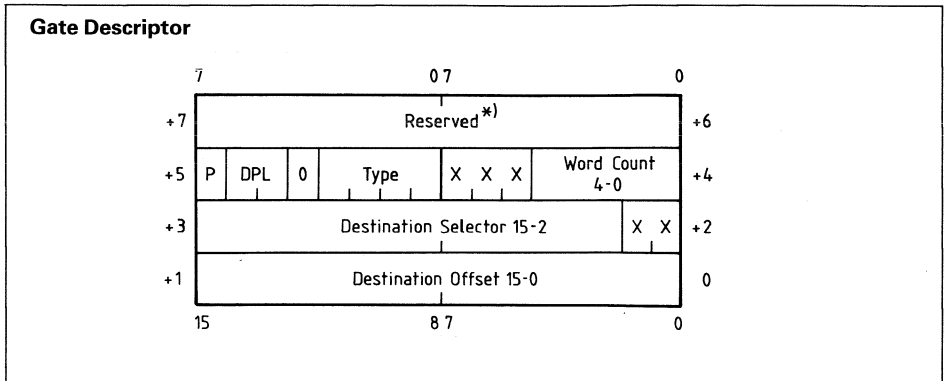 Gate Descriptor
7 0 7 0
+7 Reserved*) +6
+5 P DPL 0 Type X X X Word Count 4-0 +4
+3 Destination Selector 15-2 X X +2
+1 Destination Offset 15-0 0
15 8 7 0